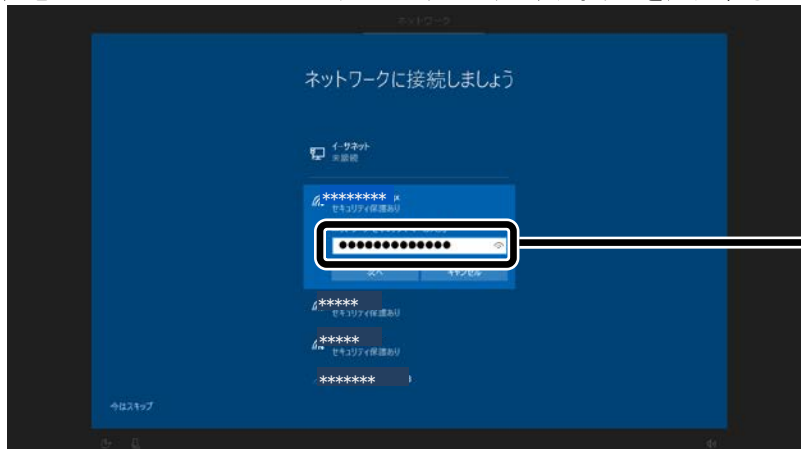 ネットワーク
ネットワークに接続しましょう
イーサネット
未接続
********
セキュリティ保護あり
●●●●●●●●●●●●●
次へ
キャンセル
*****
セキュリティ保護あり
*****
セキュリティ保護あり
*******
今はスキップ